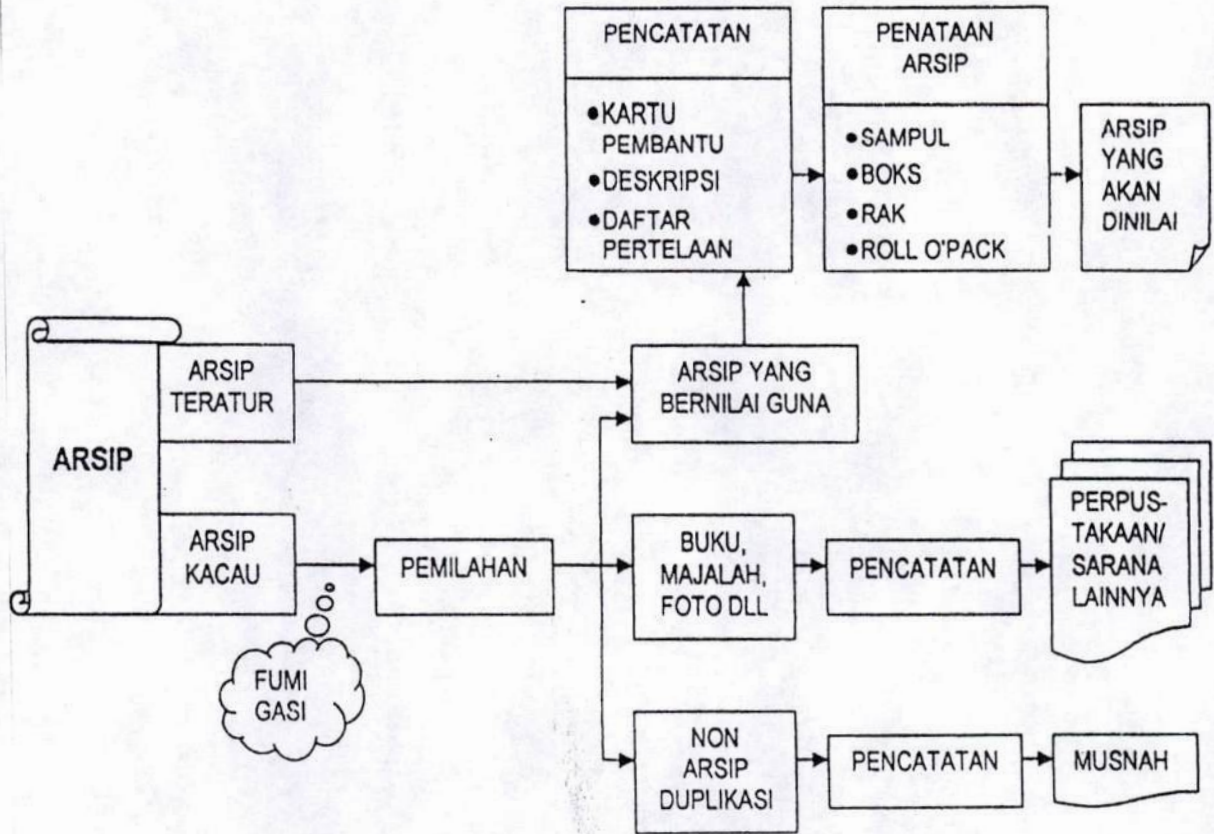 PENCATATAN
•KARTU
PEMBANTU
•DESKRIPSI
•DAFTAR
PERTELAAN
PENATAAN
ARSIP
•SAMPUL
•BOKS
•RAK
•ROLL O'PACK
ARSIP
YANG
AKAN
DINILAI
ARSIP
ARSIP
TERATUR
ARSIP YANG
BERNILAI GUNA
ARSIP
KACAU
FUMI
GASI
PEMILAHAN
BUKU,
MAJALAH,
FOTO DLL
PENCATATAN
PERPUS-
TAKAAN/
SARANA
LAINNYA
NON
ARSIP
DUPLIKASI
PENCATATAN
MUSNAH